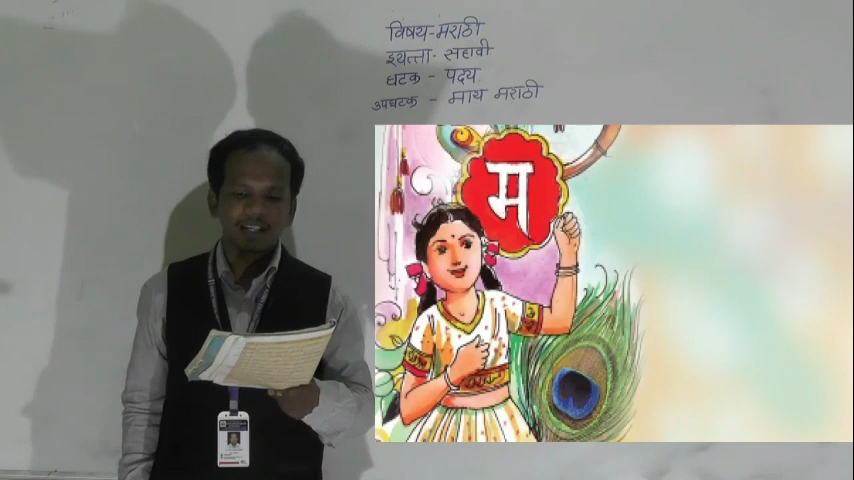 विषय-मराठी
इयत्ता - सहावी
घटक - पद्य
उपघटक - माय मराठी
म